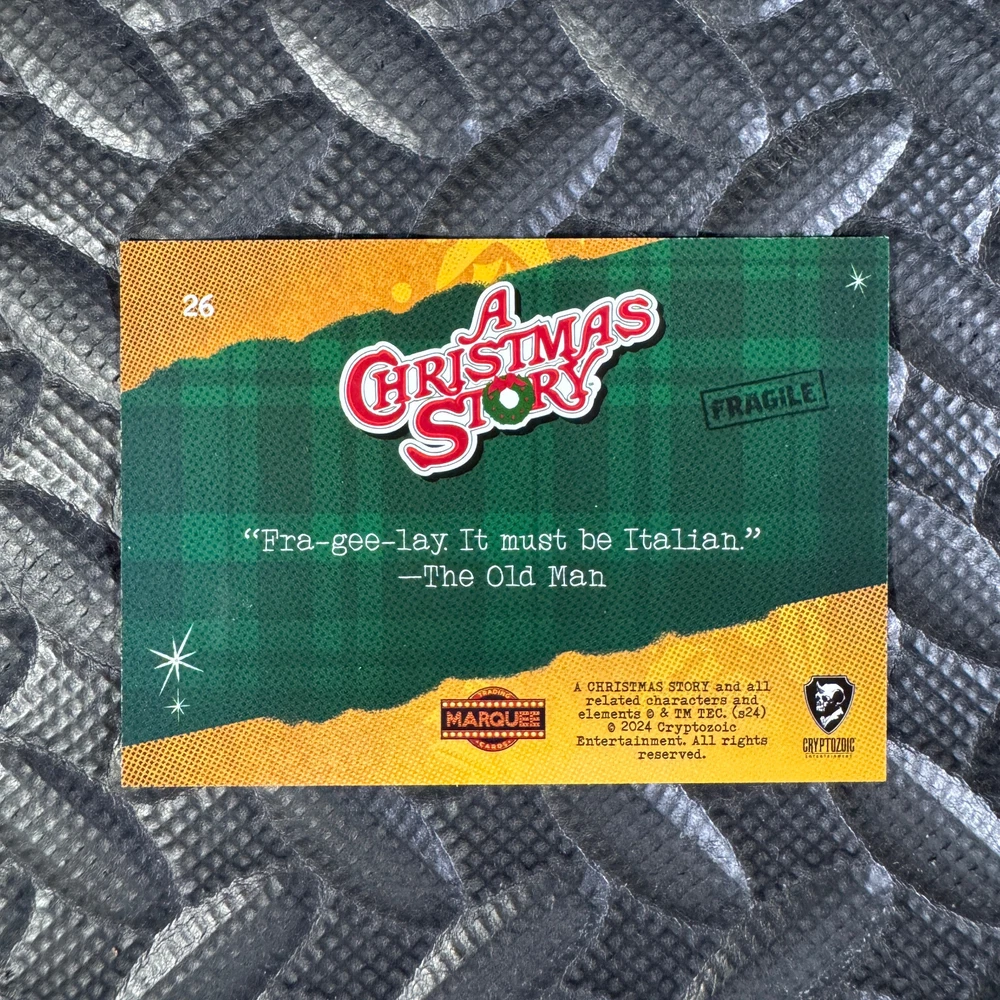 26
A
CHRISTMAS
STORY
FRAGILE
“Fra-gee-lay. It must be Italian.”
—The Old Man
TRADING
MARQUEE
CARDS
A CHRISTMAS STORY and all
related characters and
elements © & TM TEC. (s24)
© 2024 Cryptozoic
Entertainment. All rights
reserved.
CRYPTOZOIC
ENTERTAINMENT